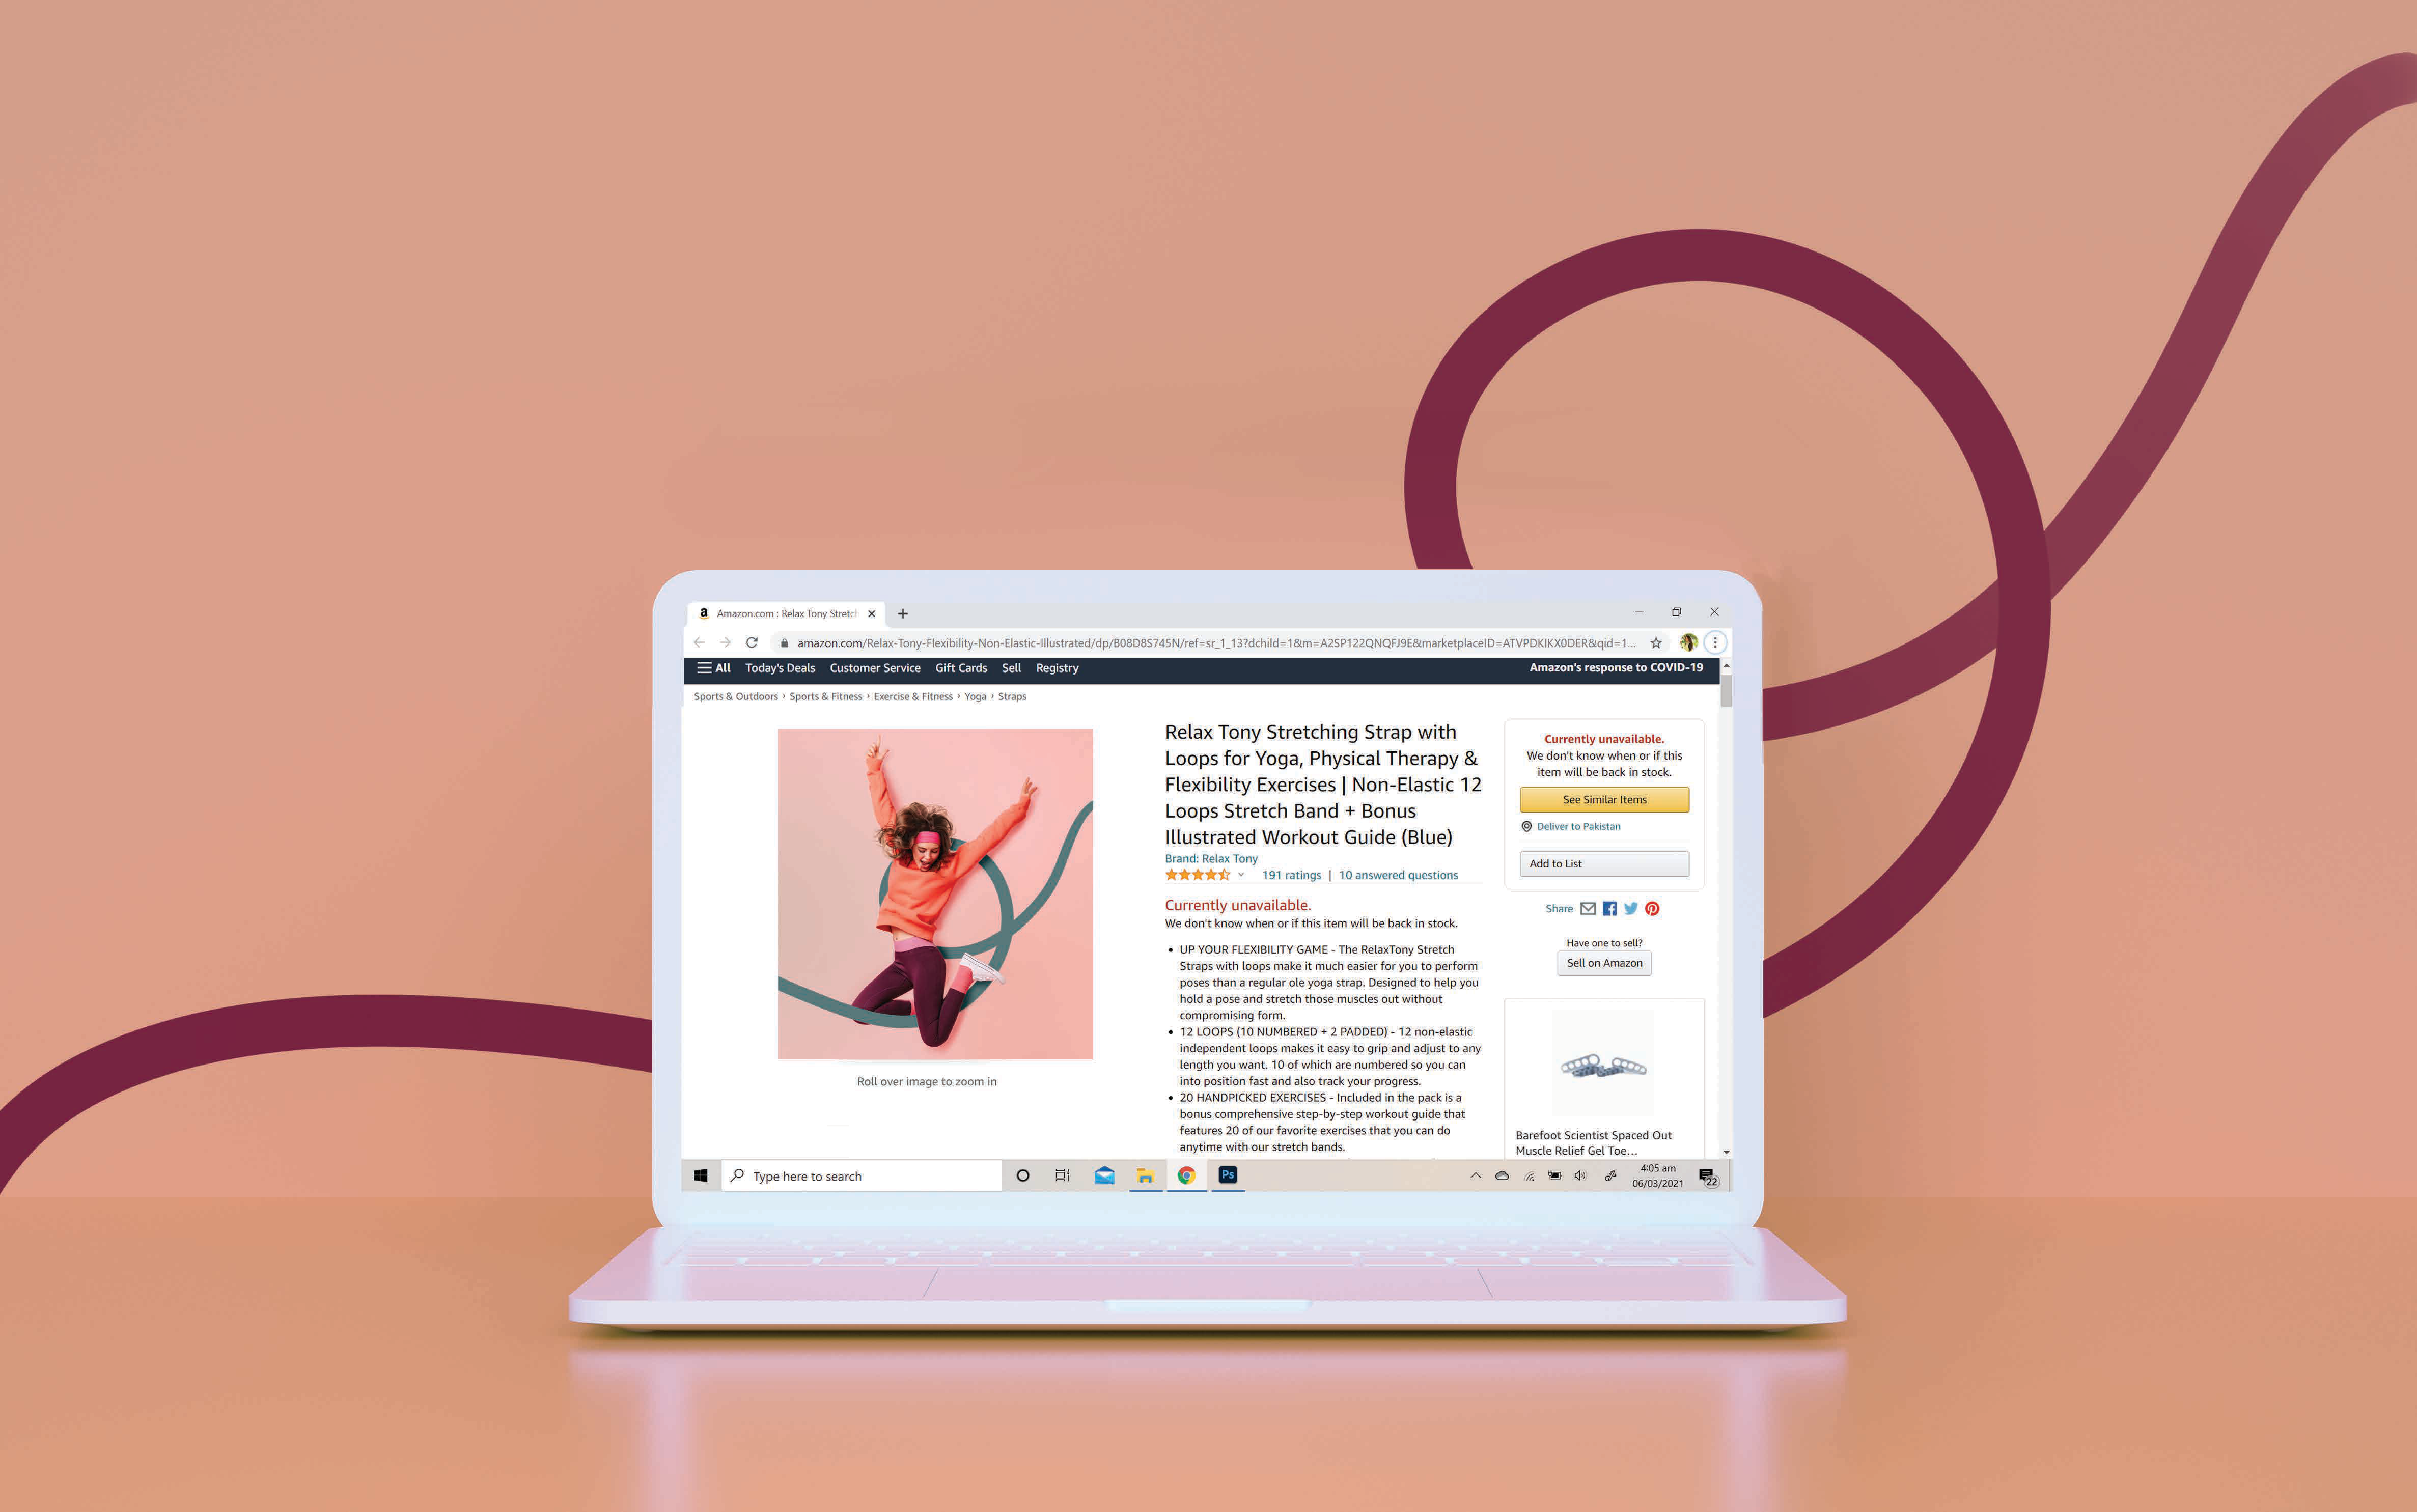 Amazon.com : Relax Tony Stretch
amazon.com/Relax-Tony-Flexibility-Non-Elastic-Illustrated/dp/B08D8S745N/ref=sr_1_13?dchild=1&m=A2SP122QNQFJ9E&marketplaceID=ATVPDKIKX0DER&qid=1...
All Today's Deals Customer Service Gift Cards Sell Registry
Amazon's response to COVID-19
Sports & Outdoors › Sports & Fitness › Exercise & Fitness › Yoga › Straps
Roll over image to zoom in
Relax Tony Stretching Strap with
Loops for Yoga, Physical Therapy &
Flexibility Exercises | Non-Elastic 12
Loops Stretch Band + Bonus
Illustrated Workout Guide (Blue)
Brand: Relax Tony
191 ratings | 10 answered questions
Currently unavailable.
We don't know when or if this item will be back in stock.
• UP YOUR FLEXIBILITY GAME - The RelaxTony Stretch
Straps with loops make it much easier for you to perform
poses than a regular ole yoga strap. Designed to help you
hold a pose and stretch those muscles out without
compromising form.
• 12 LOOPS (10 NUMBERED + 2 PADDED) - 12 non-elastic
independent loops makes it easy to grip and adjust to any
length you want. 10 of which are numbered so you can
into position fast and also track your progress.
• 20 HANDPICKED EXERCISES - Included in the pack is a
bonus comprehensive step-by-step workout guide that
features 20 of our favorite exercises that you can do
anytime with our stretch bands.
Currently unavailable.
We don't know when or if this
item will be back in stock.
See Similar Items
Deliver to Pakistan
Add to List
Share
Have one to sell?
Sell on Amazon
Barefoot Scientist Spaced Out
Muscle Relief Gel Toe...
Type here to search
Ps
4:05 am
06/03/2021
22